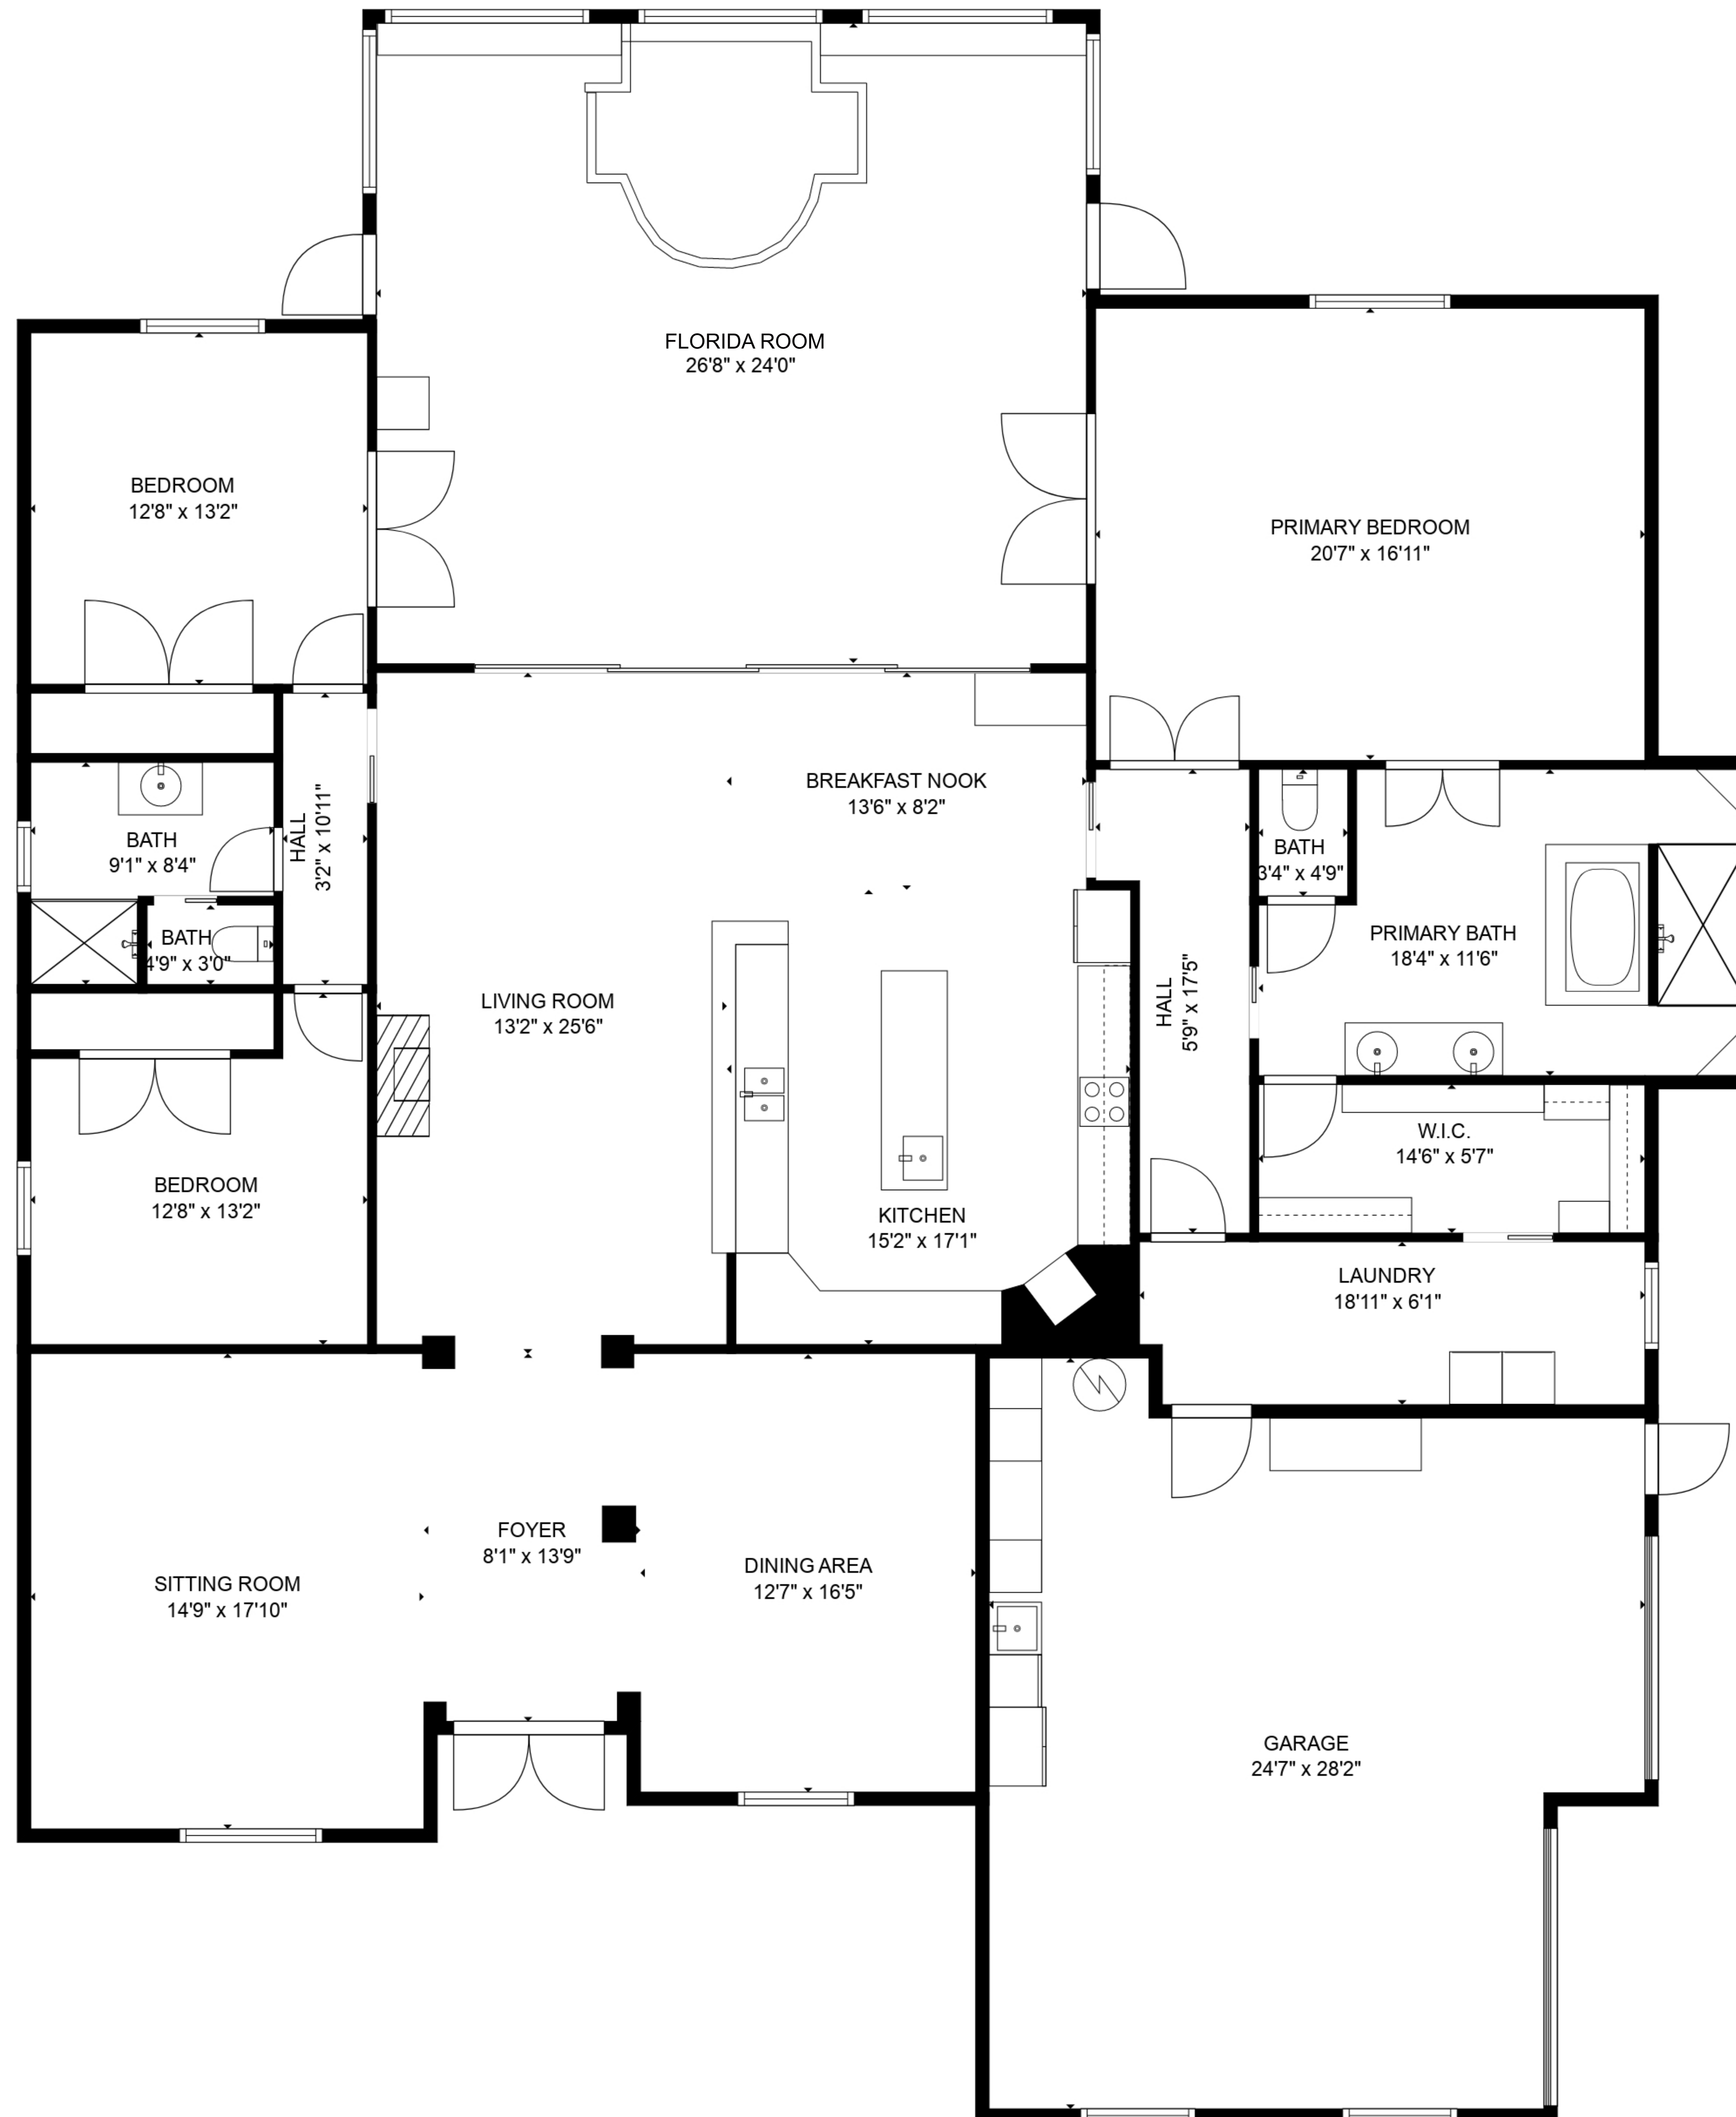 FLORIDA ROOM
26'8" x 24'0"
BEDROOM
12'8" x 13'2"
PRIMARY BEDROOM
20'7" x 16'11"
BREAKFAST NOOK
13'6" x 8'2"
HALL
3'2" x 10'11"
BATH
9'1" x 8'4"
BATH
3'4" x 4'9"
BATH
4'9" x 3'0"
PRIMARY BATH
18'4" x 11'6"
LIVING ROOM
13'2" x 25'6"
HALL
5'9" x 17'5"
W.I.C.
14'6" x 5'7"
BEDROOM
12'8" x 13'2"
KITCHEN
15'2" x 17'1"
LAUNDRY
18'11" x 6'1"
FOYER
8'1" x 13'9"
DINING AREA
12'7" x 16'5"
SITTING ROOM
14'9" x 17'10"
GARAGE
24'7" x 28'2"